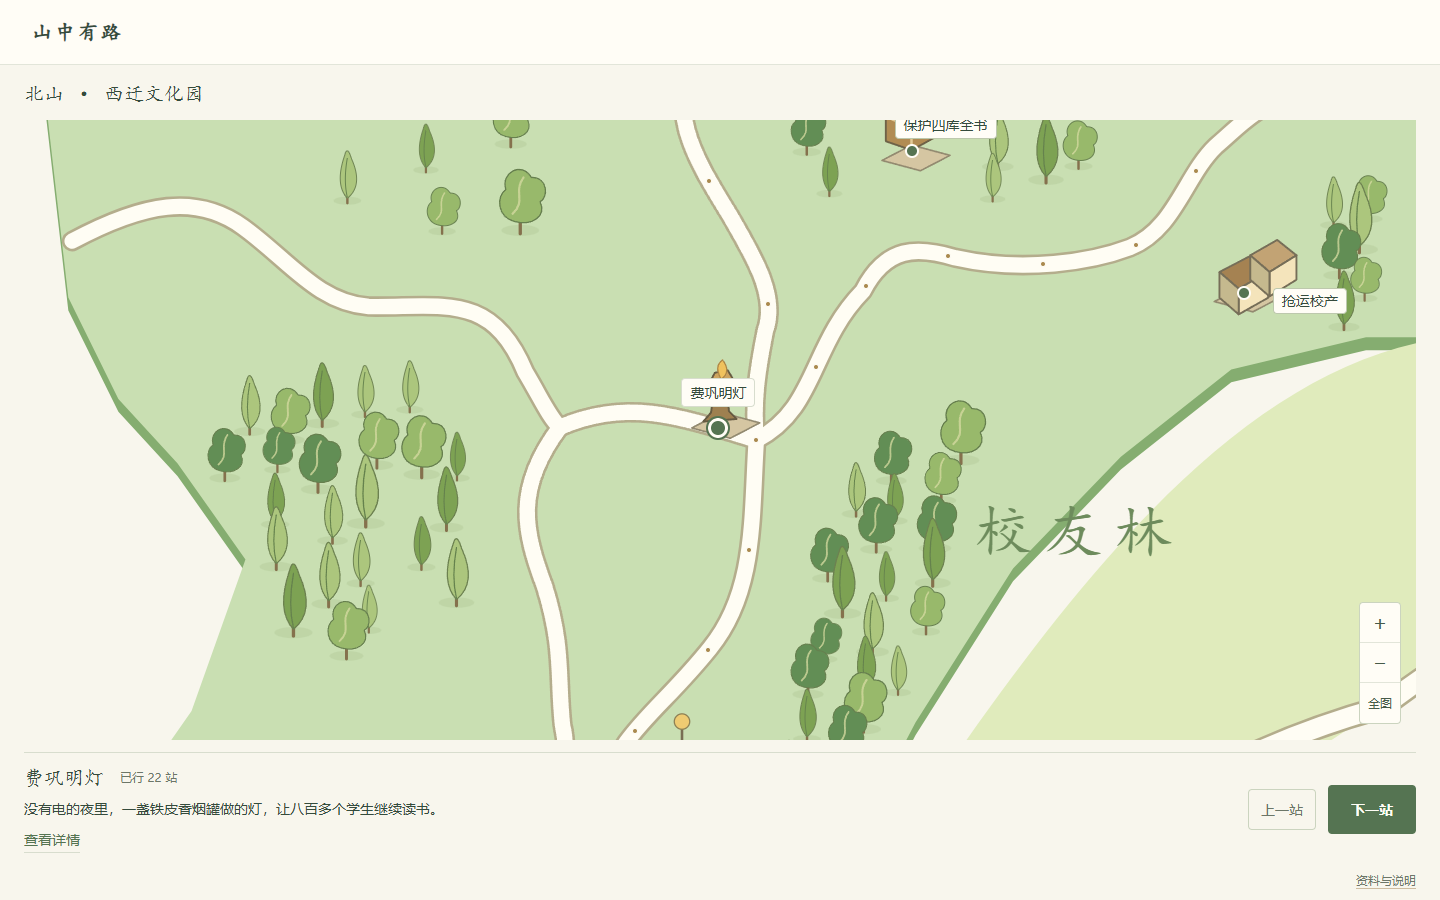 山中有路
北山 • 西迁文化园
保护四库全书
抢运校产
费巩明灯
校友林
+
−
全图
费巩明灯 已行 22 站
没有电的夜里，一盏铁皮香烟罐做的灯，让八百多个学生继续读书。
查看详情
上一站
下一站
资料与说明